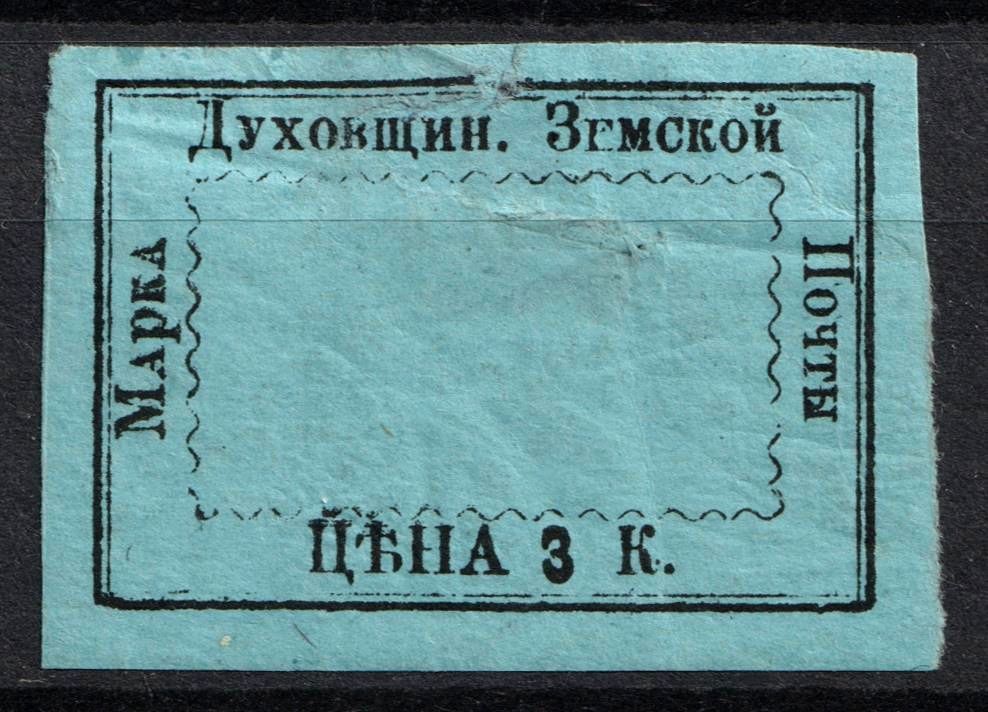 Марка
Духовщин. Земской
Почты
ЦѢНА 3 К.